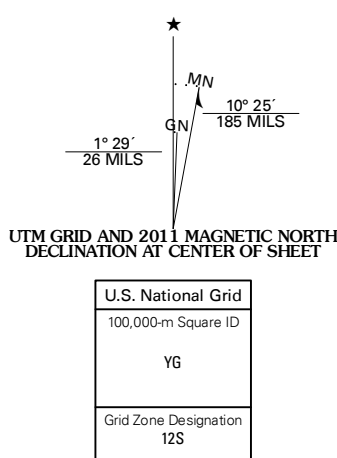 ★
MN
GN
10° 25´
185 MILS
1° 29´
26 MILS
UTM GRID AND 2011 MAGNETIC NORTH
DECLINATION AT CENTER OF SHEET
U.S. National Grid
100,000-m Square ID
YG
Grid Zone Designation
12S